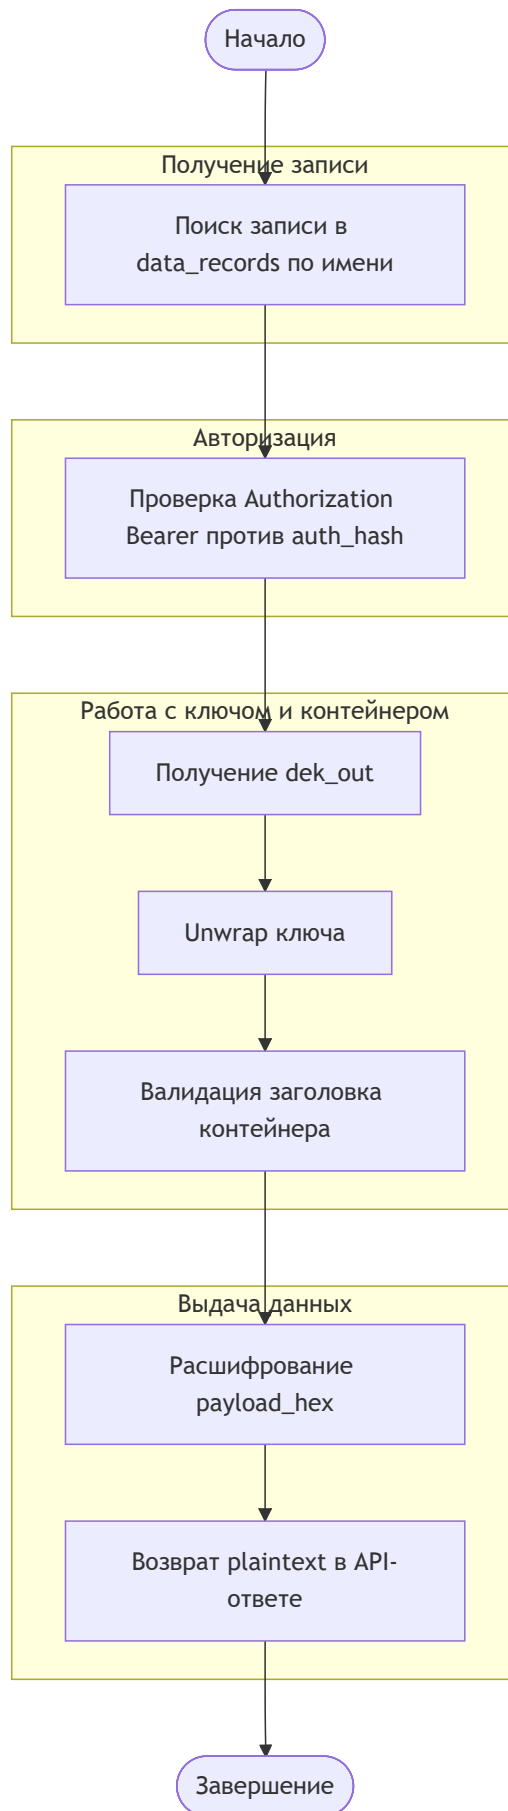 Начало
Получение записи
Поиск записи в
data_records по имени
Авторизация
Проверка Authorization
Bearer против auth_hash
Работа с ключом и контейнером
Получение dek_out
Unwrap ключа
Валидация заголовка
контейнера
Выдача данных
Расшифрование
payload_hex
Возврат plaintext в API-
ответе
Завершение